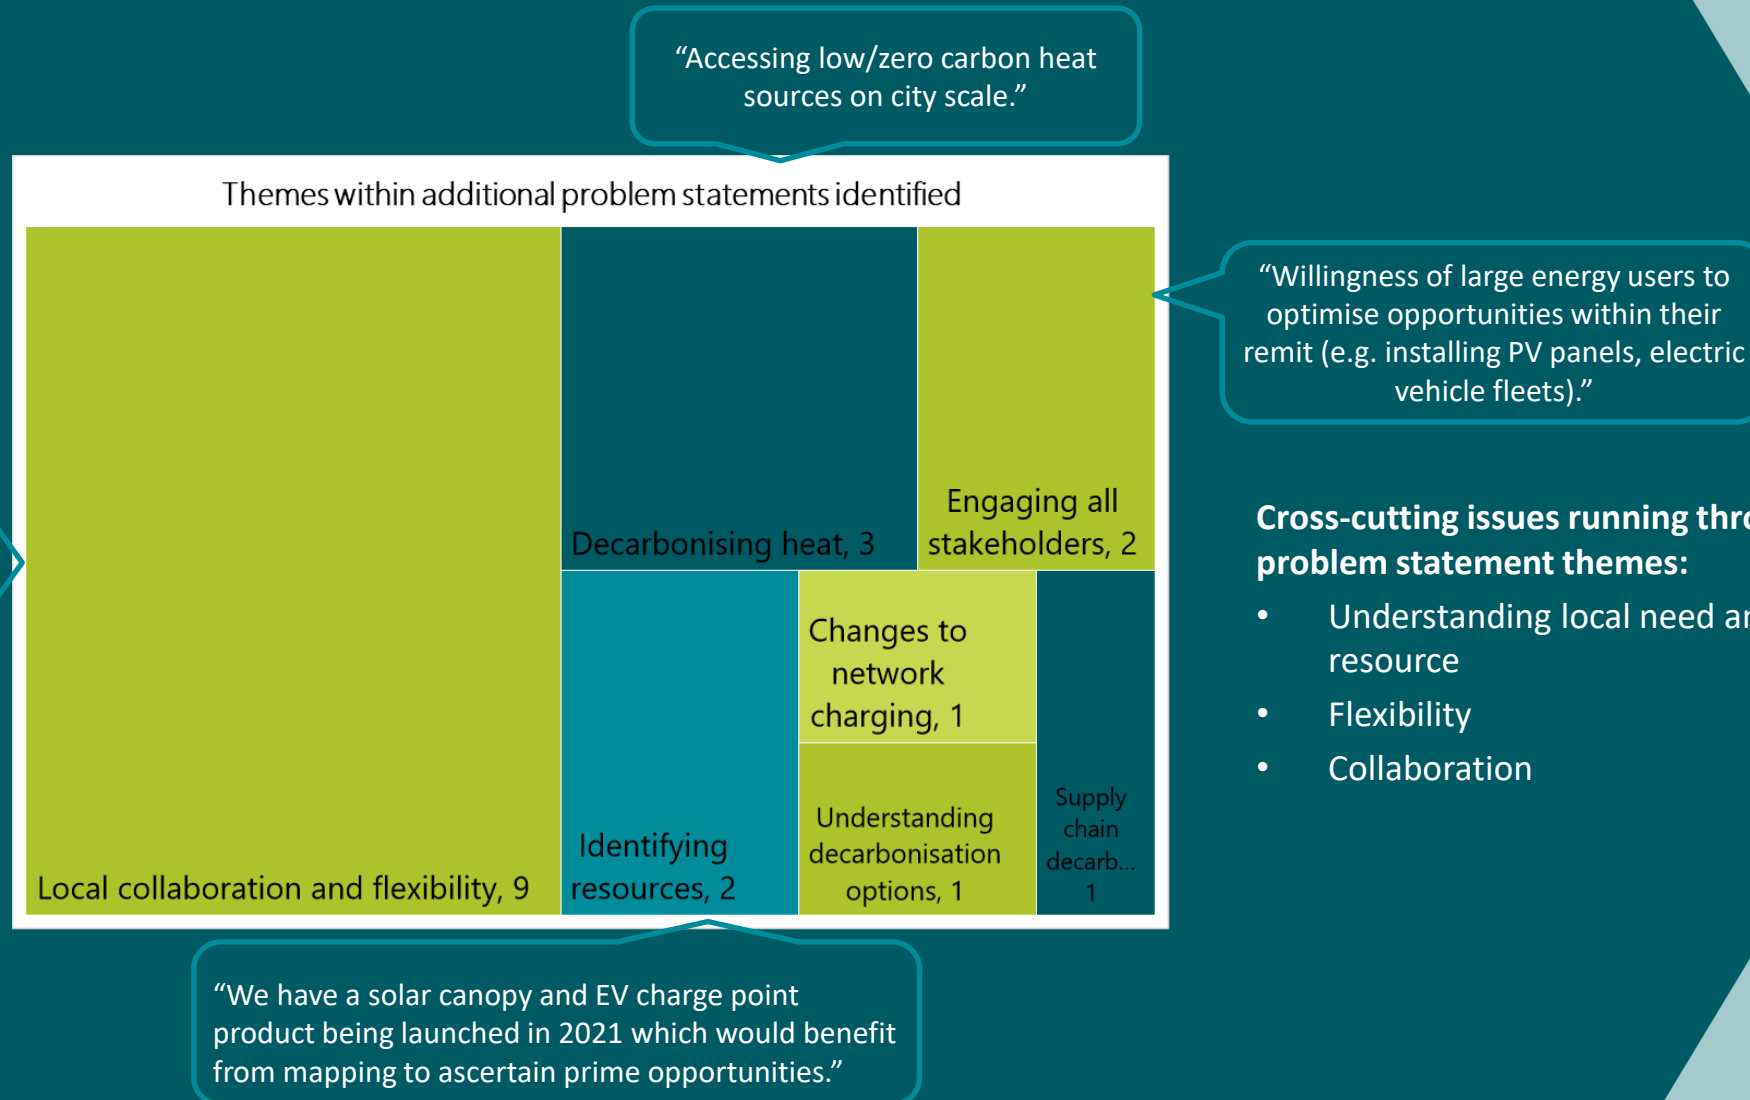 “Accessing low/zero carbon heat
sources on city scale.”
Themes within additional problem statements identified
Local collaboration and flexibility, 9
Decarbonising heat, 3
Engaging all
stakeholders, 2
Identifying
resources, 2
Changes to
network
charging, 1
Understanding
decarbonisation
options, 1
Supply
chain
decarb...
1
“Willingness of large energy users to
optimise opportunities within their
remit (e.g. installing PV panels, electric
vehicle fleets).”
Cross-cutting issues running
problem statement themes:
• Understanding local need
resource
• Flexibility
• Collaboration
“We have a solar canopy and EV charge point
product being launched in 2021 which would benefit
from mapping to ascertain prime opportunities.”